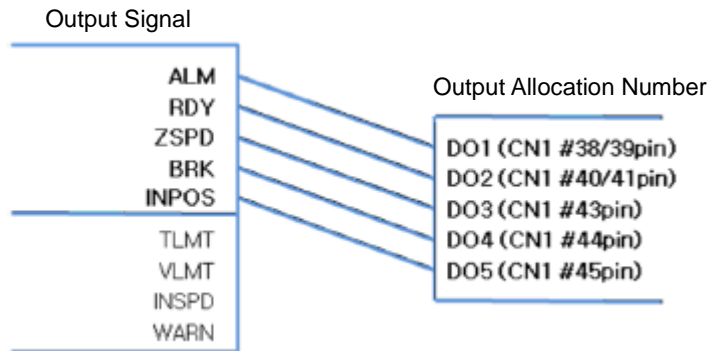 Output Signal
ALM
RDY
ZSPD
BRK
INPOS
TLMT
VLMT
INSPD
WARN
Output Allocation Number
DO1 (CN1 #38/39pin)
DO2 (CN1 #40/41pin)
DO3 (CN1 #43pin)
DO4 (CN1 #44pin)
DO5 (CN1 #45pin)